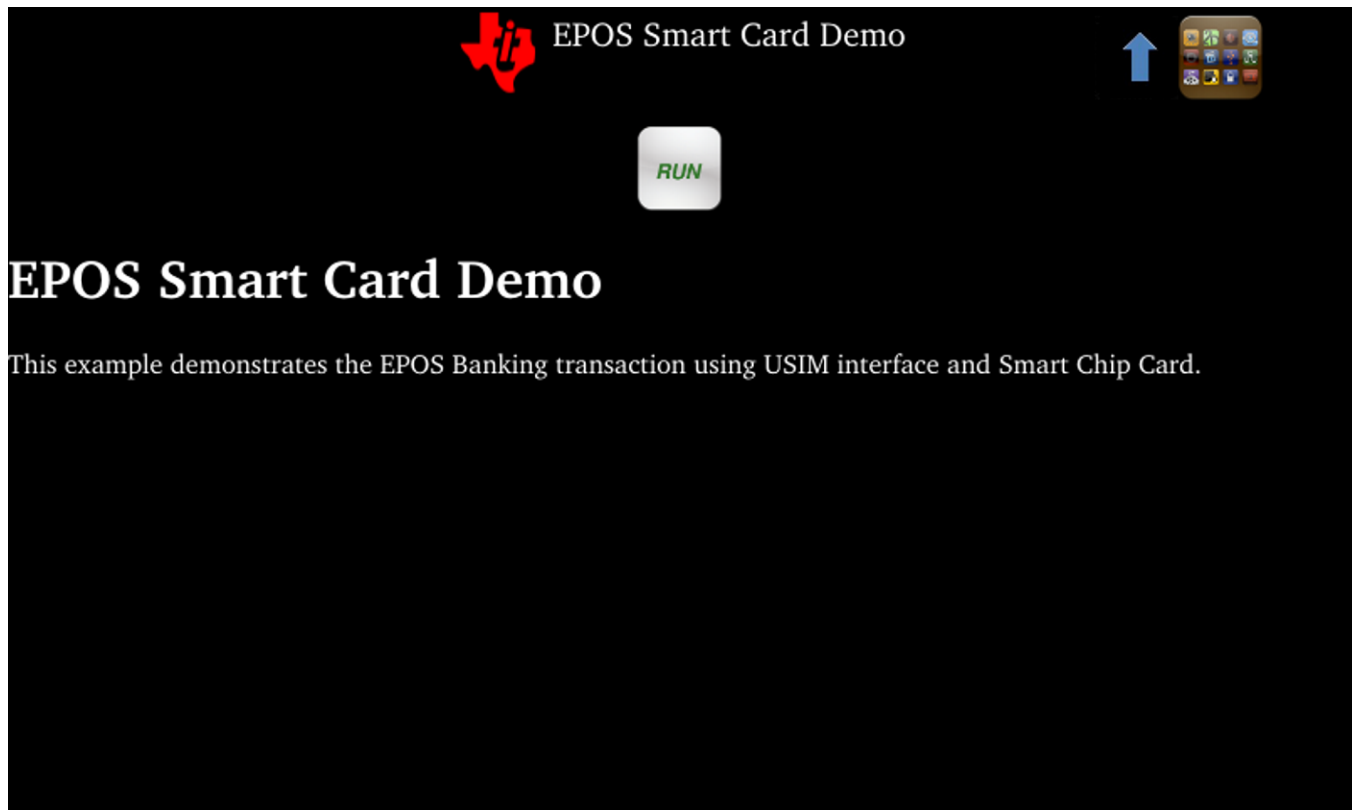 EPOS Smart Card Demo
RUN
EPOS Smart Card Demo
This example demonstrates the EPOS Banking transaction using USIM interface and Smart Chip Card.